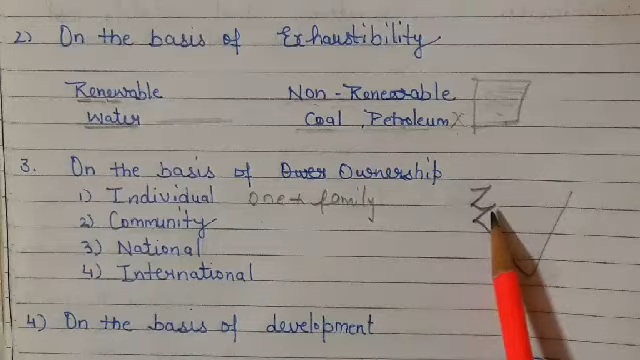 2) On the basis of Exhaustibility
Renewable Non-Renewable
Water Coal, Petroleum X
3. On the basis of Ownership
1) Individual one family
2) Community
3) National
4) International
4) On the basis of development